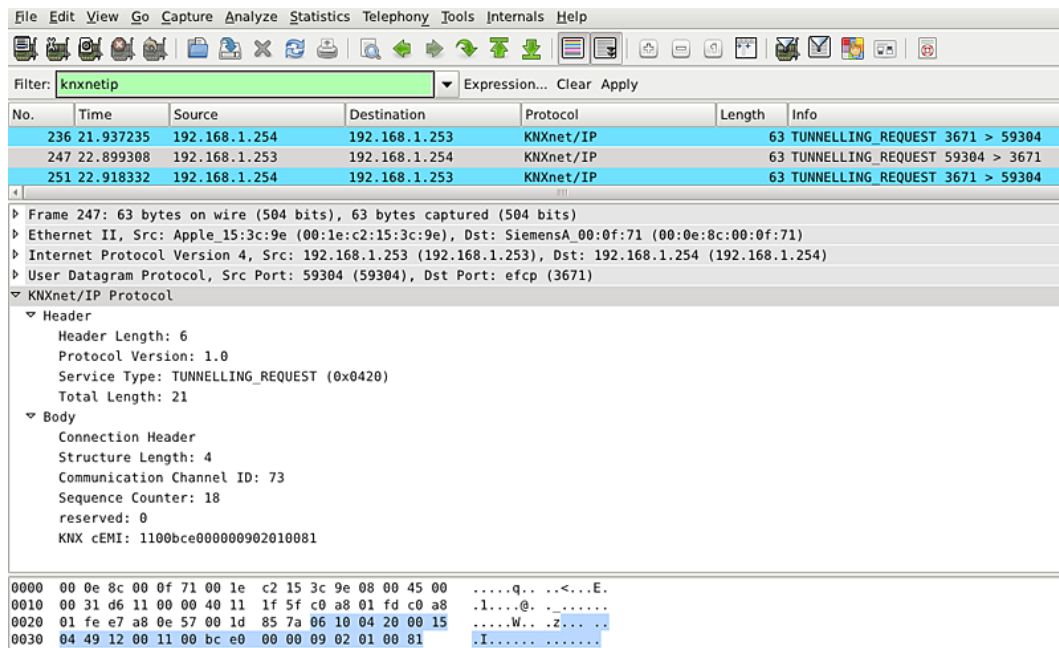 File Edit View Go Capture Analyze Statistics Telephony Tools Internals Help
Filter: knxnetip Expression... Clear Apply
No. Time Source Destination Protocol Length Info
236 21.937235 192.168.1.254 192.168.1.253 KNXnet/IP 63 TUNNELLING_REQUEST 3671 > 59304
247 22.899308 192.168.1.253 192.168.1.254 KNXnet/IP 63 TUNNELLING_REQUEST 59304 > 3671
251 22.918332 192.168.1.254 192.168.1.253 KNXnet/IP 63 TUNNELLING_REQUEST 3671 > 59304
Frame 247: 63 bytes on wire (504 bits), 63 bytes captured (504 bits)
Ethernet II, Src: Apple_15:3c:9e (00:1e:c2:15:3c:9e), Dst: SiemensA_00:0f:71 (00:0e:8c:00:0f:71)
Internet Protocol Version 4, Src: 192.168.1.253 (192.168.1.253), Dst: 192.168.1.254 (192.168.1.254)
User Datagram Protocol, Src Port: 59304 (59304), Dst Port: efcp (3671)
KNXnet/IP Protocol
Header
Header Length: 6
Protocol Version: 1.0
Service Type: TUNNELLING_REQUEST (0x0420)
Total Length: 21
Body
Connection Header
Structure Length: 4
Communication Channel ID: 73
Sequence Counter: 18
reserved: 0
KNX cEMI: 1100bce000000902010081
0000 00 0e 8c 00 0f 71 00 1e c2 15 3c 9e 08 00 45 00 .....q.. ..<...E.
0010 00 31 d6 11 00 00 40 11 1f 5f c0 a8 01 fd c0 a8 .1....@. ._......
0020 01 fe e7 a8 0e 57 00 1d 85 7a 06 10 04 20 00 15 .....W.. .z... ..
0030 04 49 12 00 11 00 bc e0 00 00 09 02 01 00 81 .I...... .......